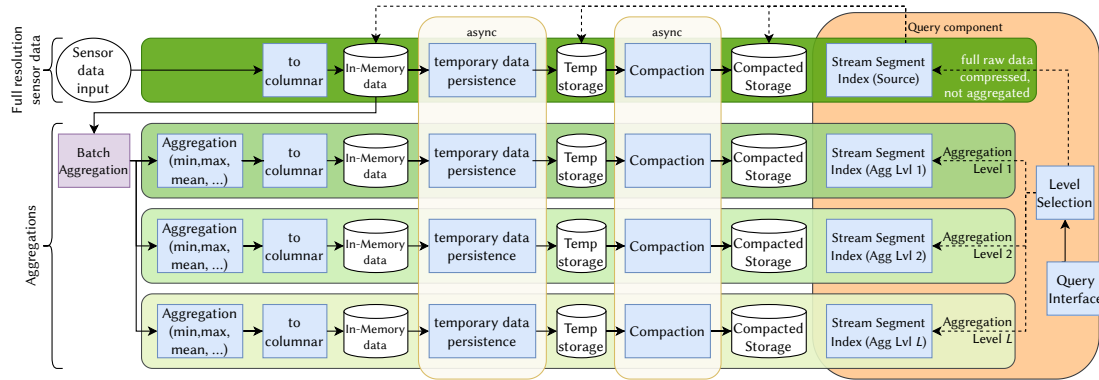 async
async
Query component
Full resolution
sensor data
Sensor
data
input
to
columnar
In-Memory
data
temporary data
persistence
Temp
storage
Compaction
Compacted
Storage
Stream Segment
Index (Source)
full raw data
compressed,
not aggregated
Aggregations
Batch
Aggregation
Aggregation
(min,max,
mean, ...)
to
columnar
In-Memory
data
temporary data
persistence
Temp
storage
Compaction
Compacted
Storage
Stream Segment
Index (Agg Lvl 1)
Aggregation
Level 1
Level
Selection
Aggregation
(min,max,
mean, ...)
to
columnar
In-Memory
data
temporary data
persistence
Temp
storage
Compaction
Compacted
Storage
Stream Segment
Index (Agg Lvl 2)
Aggregation
Level 2
Query
Interface
Aggregation
(min,max,
mean, ...)
to
columnar
In-Memory
data
temporary data
persistence
Temp
storage
Compaction
Compacted
Storage
Stream Segment
Index (Agg Lvl L)
Aggregation
Level L